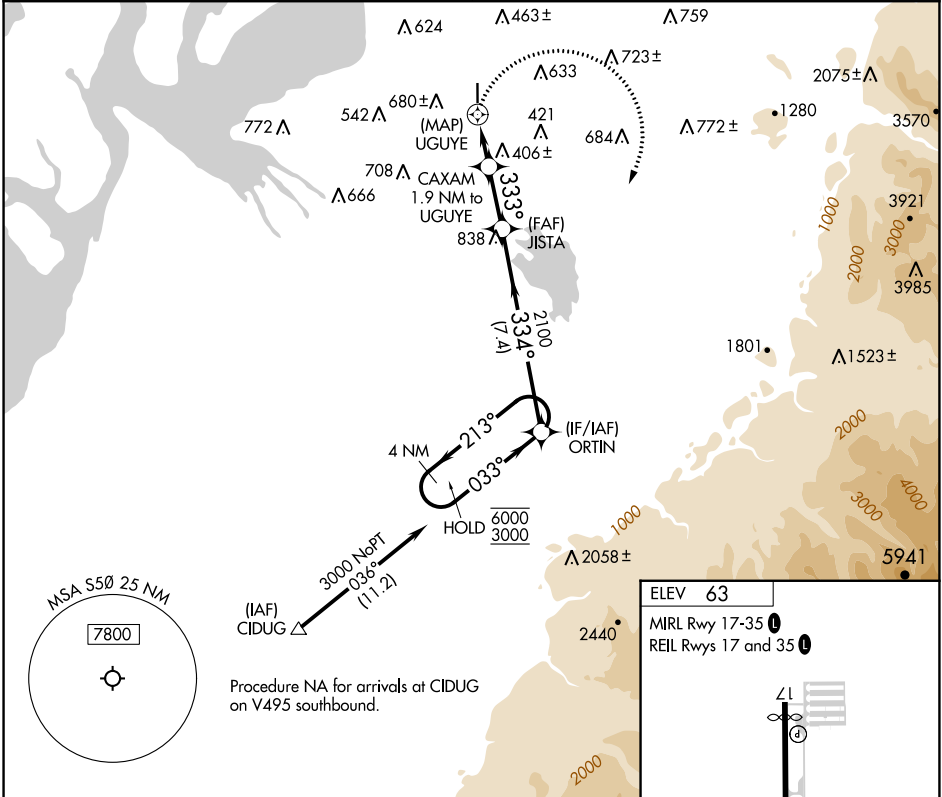 624
463±
759
723±
633
2075±
680±
542
772
(MAP)
UGUYE
421
684
772±
1280
3570
406±
708
666
CAXAM
1.9 NM to
UGUYE
333°
(FAF)
JISTA
838
1000
2000
3921
3000
3985
2100
334°
(7.4)
1801
1523±
2000
213°
4 NM
033°
(IF/IAF)
ORTIN
HOLD
6000
3000
1000
3000
4000
2058±
5941
3000 NoPT
036°
(11.2)
(IAF)
CIDUG
MSA S5Ø 25 NM
7800
2440
Procedure NA for arrivals at CIDUG
on V495 southbound.
2000
ELEV 63
MIRL Rwy 17-35 L
REIL Rwys 17 and 35 L
17
P